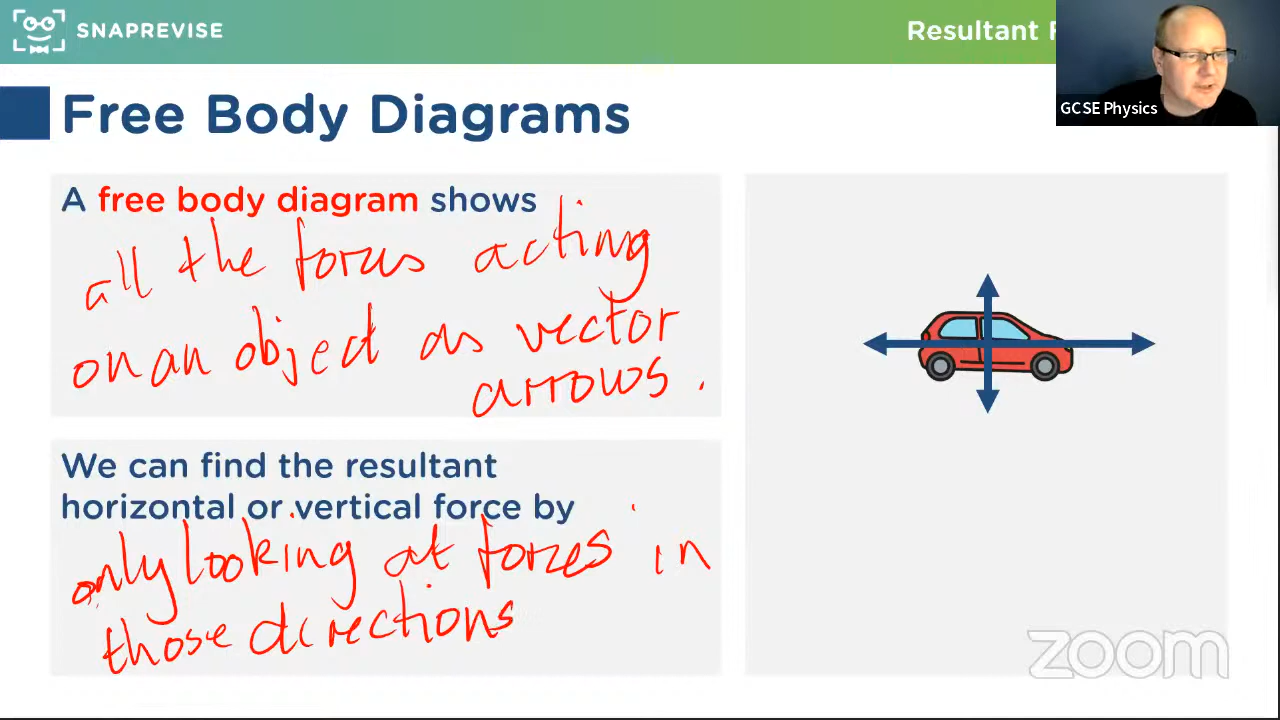 SNAPREVISE
Resultant
GCSE Physics
Free Body Diagrams
A free body diagram shows
all the forces acting
on an object as vector
arrows.
We can find the resultant
horizontal or vertical force by
only looking at forces in
those directions
zoom